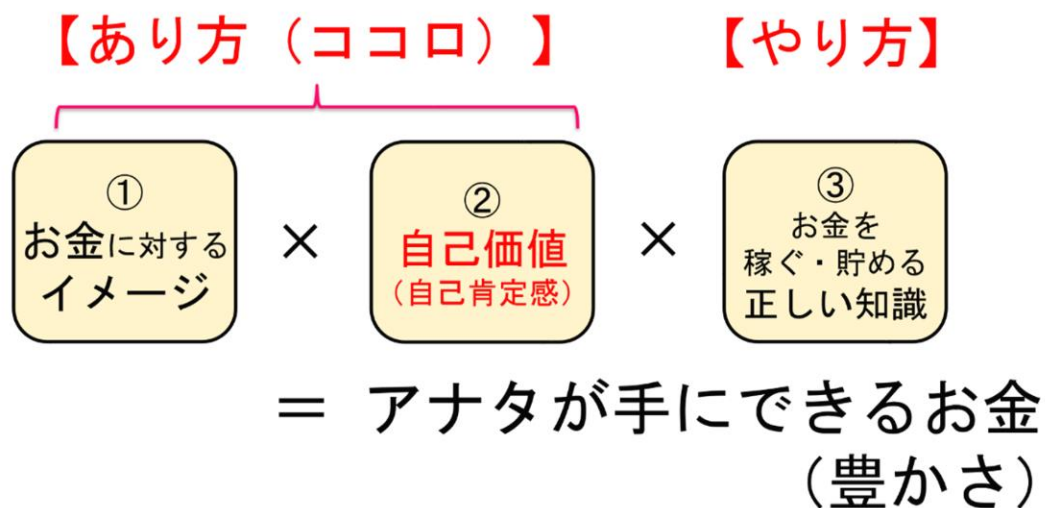 【あり方（ココロ）】
【やり方】
①
お金に対する
イメージ
×
②
自己価値
（自己肯定感）
×
③
お金を
稼ぐ・貯める
正しい知識
＝ アナタが手にできるお金
（豊かさ）